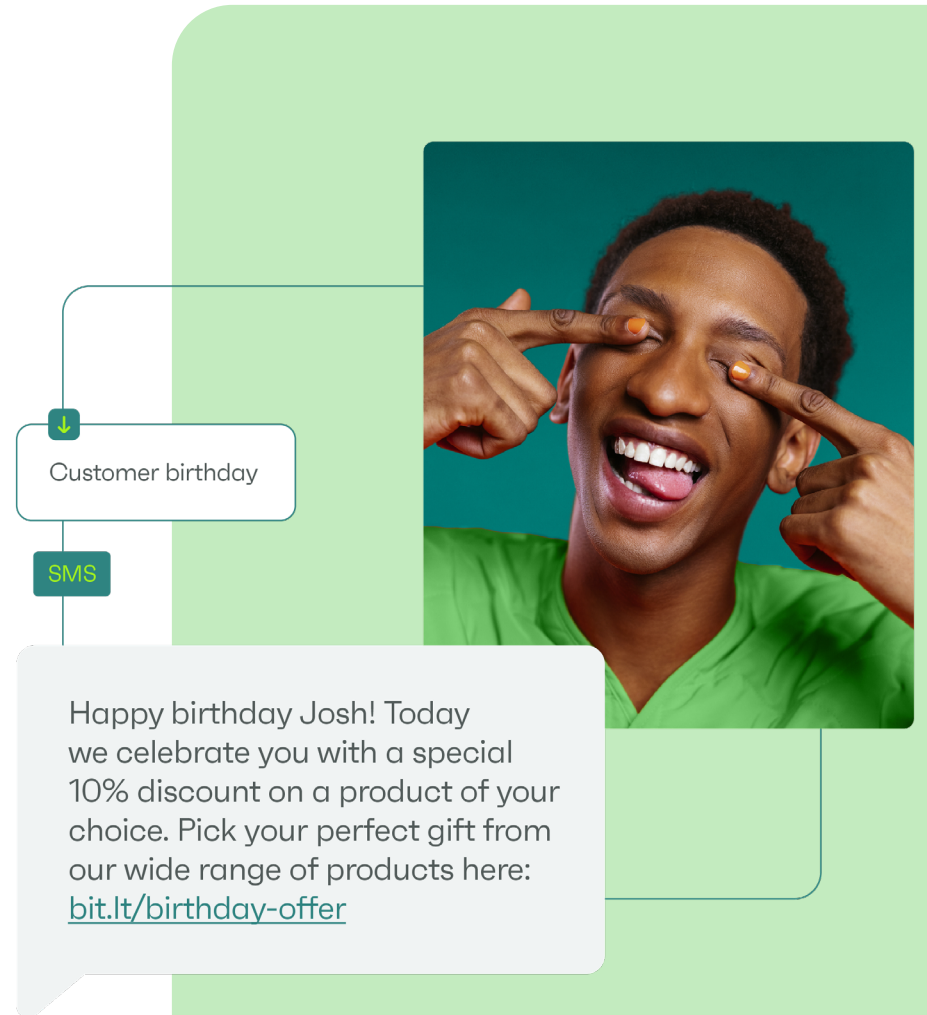 Customer birthday
SMS
Happy birthday Josh! Today
we celebrate you with a special
10% discount on a product of your
choice. Pick your perfect gift from
our wide range of products here:
bit.lt/birthday-offer